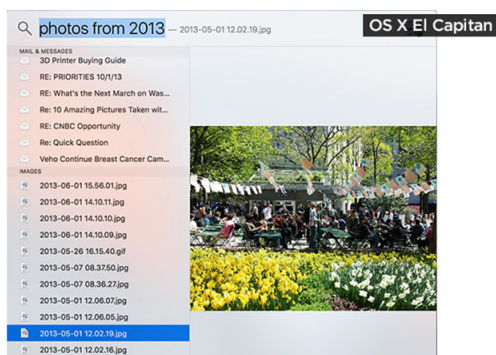 photos from 2013 — 2013-05-01 12.02.19.jpg
OS X El Capitan
MAIL & MESSAGES
3D Printer Buying Guide
RE: PRIORITIES 10/1/13
RE: What's the Next March on Was...
Re: 10 Amazing Pictures Taken wit...
RE: CNBC Opportunity
Re: Quick Question
Veho Continue Breast Cancer Cam...
IMAGES
2013-06-01 15.56.01.jpg
2013-06-01 14.10.11.jpg
2013-06-01 14.10.10.jpg
2013-06-01 14.10.09.jpg
2013-05-26 16.15.40.gif
2013-05-07 08.37.50.jpg
2013-05-07 08.36.27.jpg
2013-05-01 12.06.07.jpg
2013-05-01 12.06.05.jpg
2013-05-01 12.02.19.jpg
2013-05-01 12.02.16.jpg